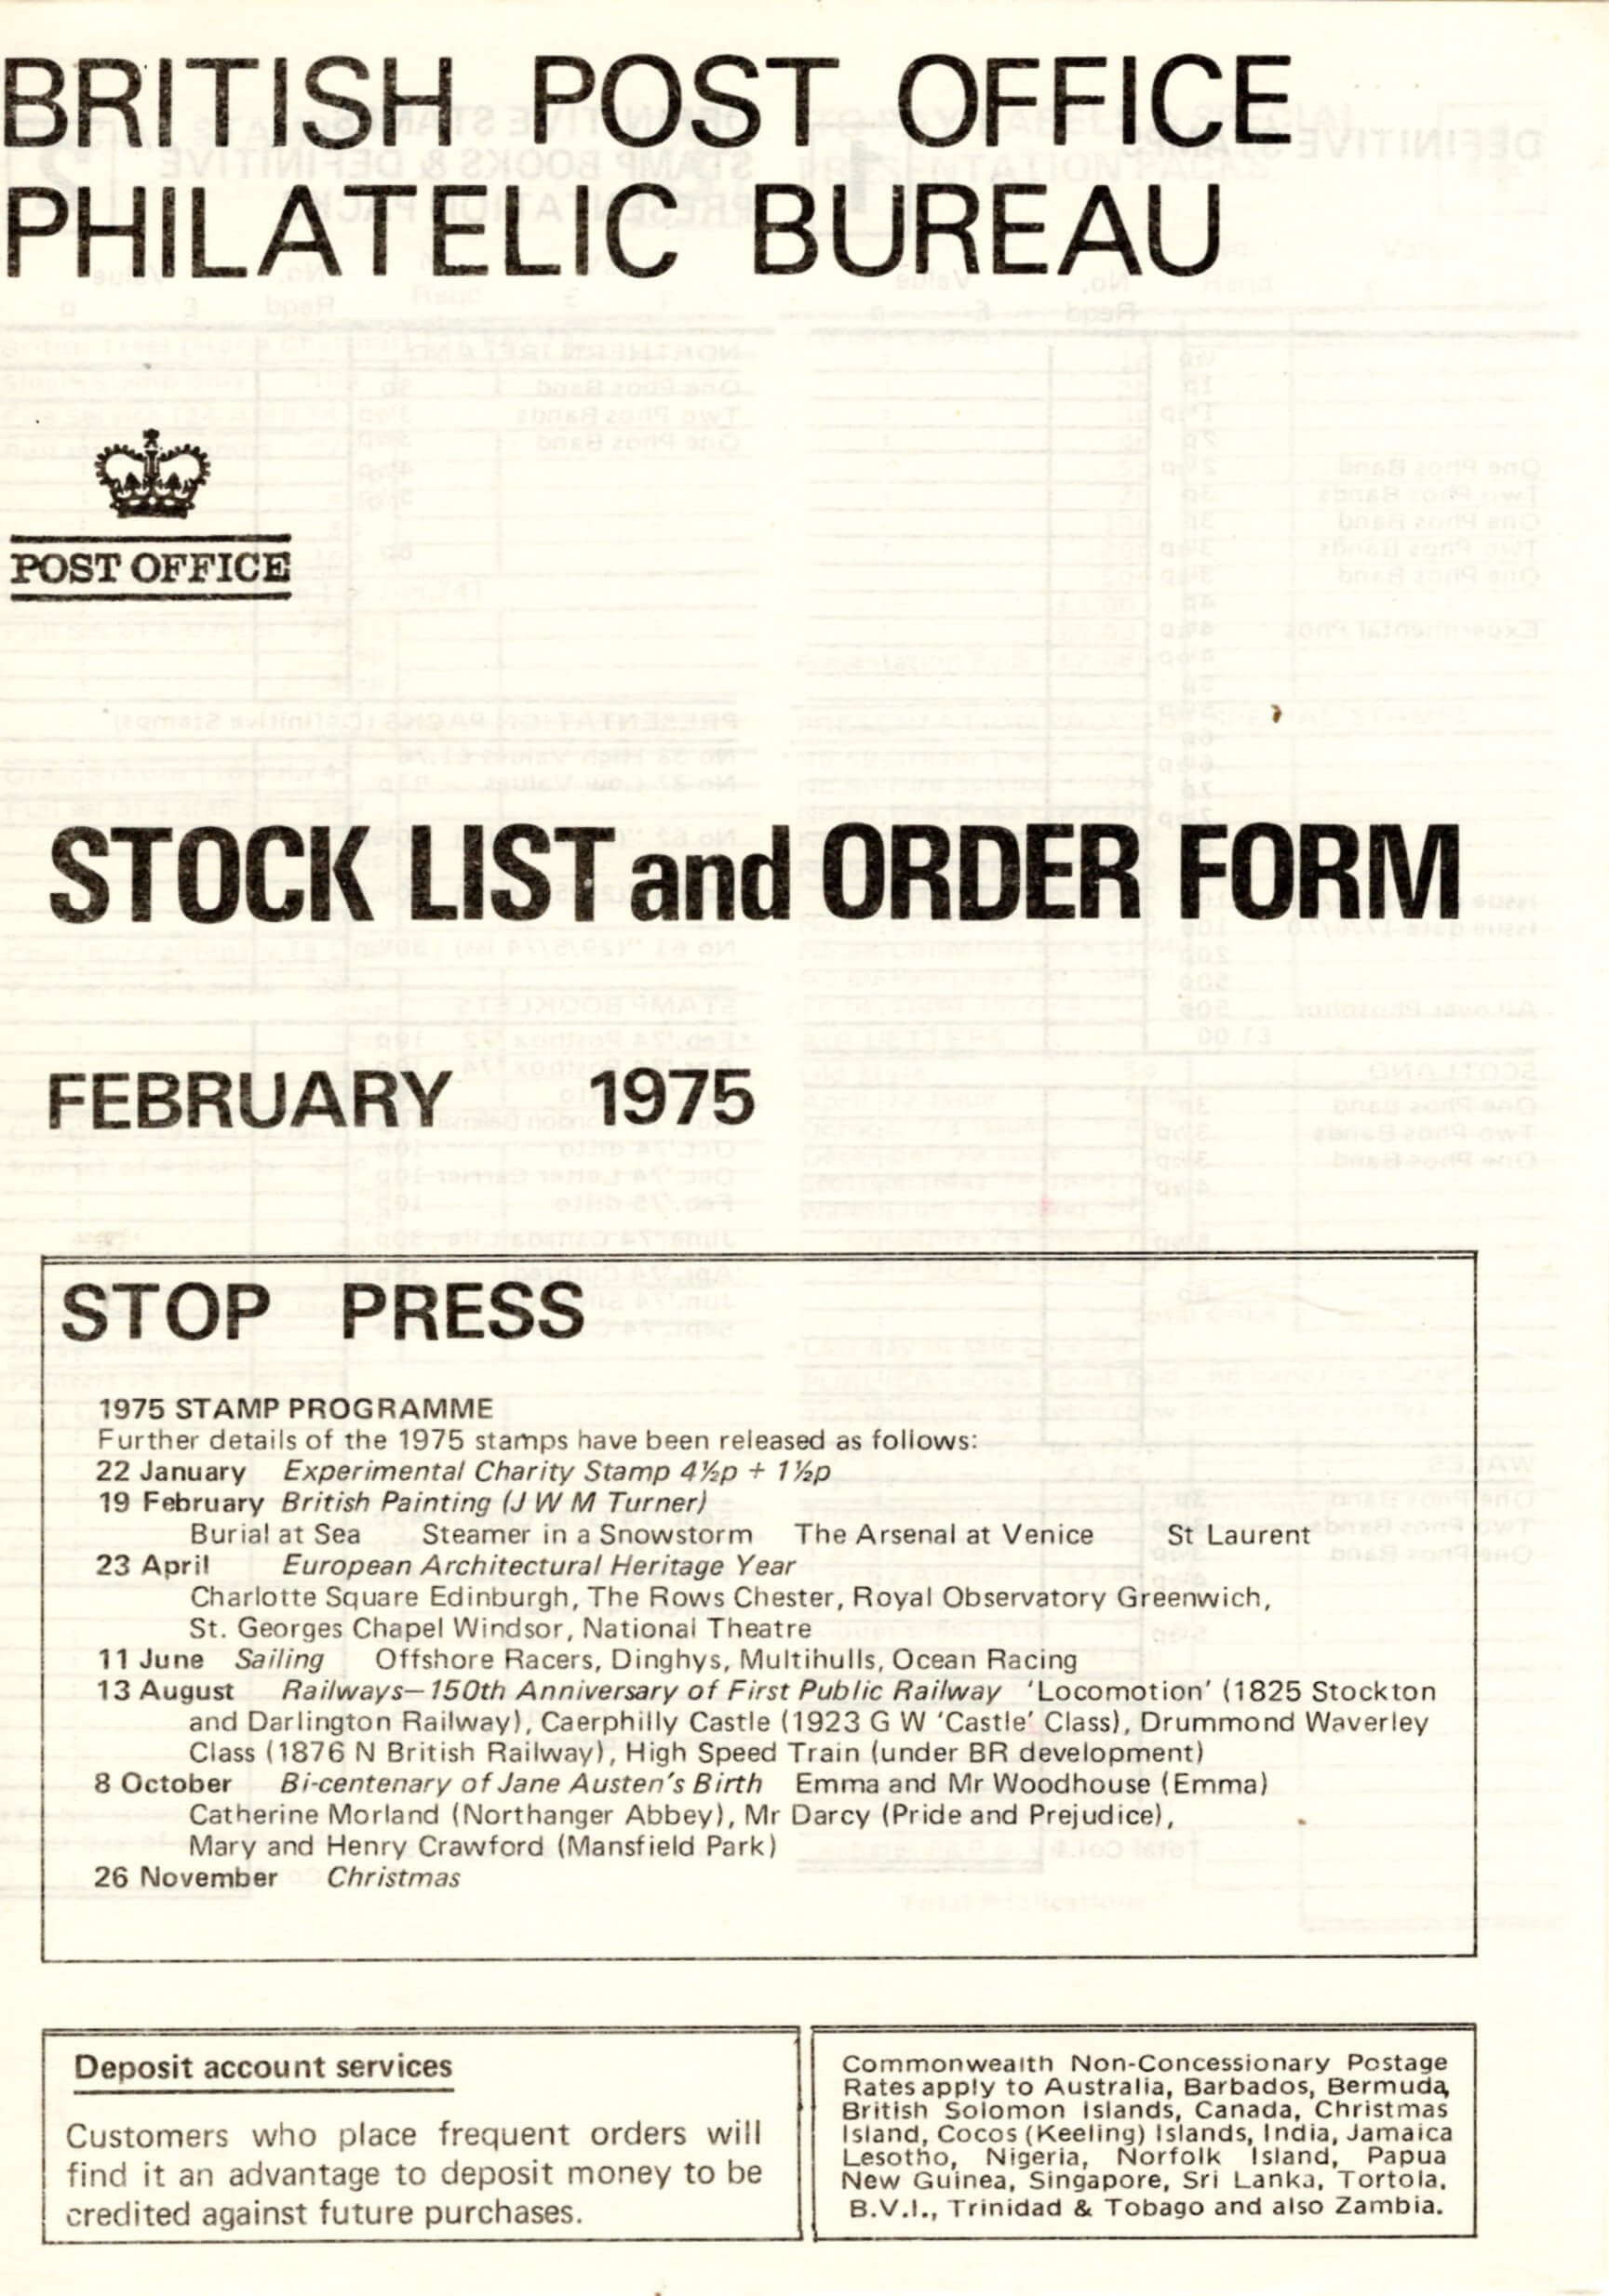 BRITISH POST OFFICE
PHILATELIC BUREAU
POST OFFICE
STOCK LIST and ORDER FORM
FEBRUARY 1975
STOP PRESS
1975 STAMP PROGRAMME
Further details of the 1975 stamps have been released as follows:
22 January Experimental Charity Stamp 4½p + 1½p
19 February British Painting (J W M Turner)
Burial at Sea Steamer in a Snowstorm The Arsenal at Venice St Laurent
23 April European Architectural Heritage Year
Charlotte Square Edinburgh, The Rows Chester, Royal Observatory Greenwich,
St. Georges Chapel Windsor, National Theatre
11 June Sailing Offshore Racers, Dinghys, Multihulls, Ocean Racing
13 August Railways—150th Anniversary of First Public Railway 'Locomotion' (1825 Stockton
and Darlington Railway), Caerphilly Castle (1923 G W 'Castle' Class), Drummond Waverley
Class (1876 N British Railway), High Speed Train (under BR development)
8 October Bi-centenary of Jane Austen's Birth Emma and Mr Woodhouse (Emma)
Catherine Morland (Northanger Abbey), Mr Darcy (Pride and Prejudice),
Mary and Henry Crawford (Mansfield Park)
26 November Christmas
Deposit account services
Customers who place frequent orders will
find it an advantage to deposit money to be
credited against future purchases.
Commonwealth Non-Concessionary Postage
Rates apply to Australia, Barbados, Bermuda,
British Solomon Islands, Canada, Christmas
Island, Cocos (Keeling) Islands, India, Jamaica
Lesotho, Nigeria, Norfolk Island, Papua
New Guinea, Singapore, Sri Lanka, Tortola,
B.V.I., Trinidad & Tobago and also Zambia.